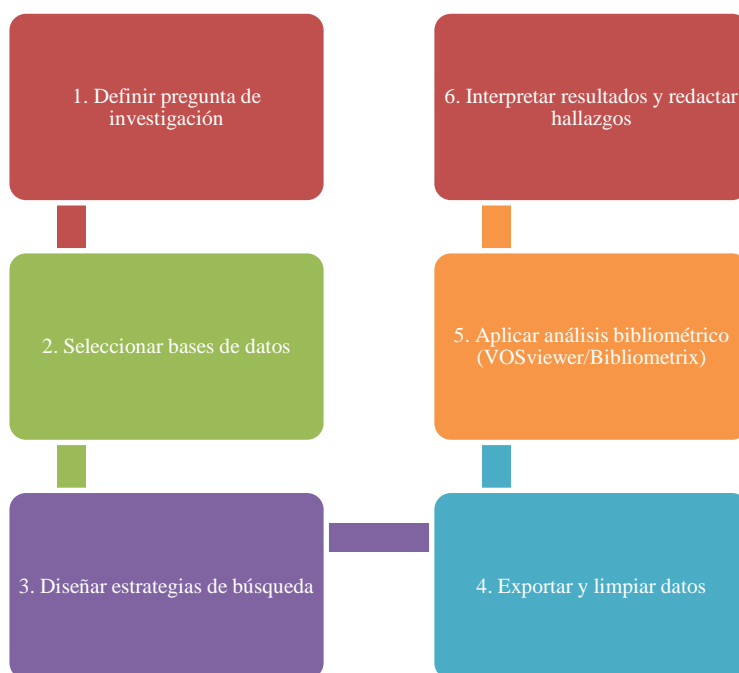 1. Definir pregunta de
investigación
2. Seleccionar bases de datos
3. Diseñar estrategias de búsqueda
4. Exportar y limpiar datos
5. Aplicar análisis bibliométrico
(VOSviewer/Bibliometrix)
6. Interpretar resultados y redactar
hallazgos